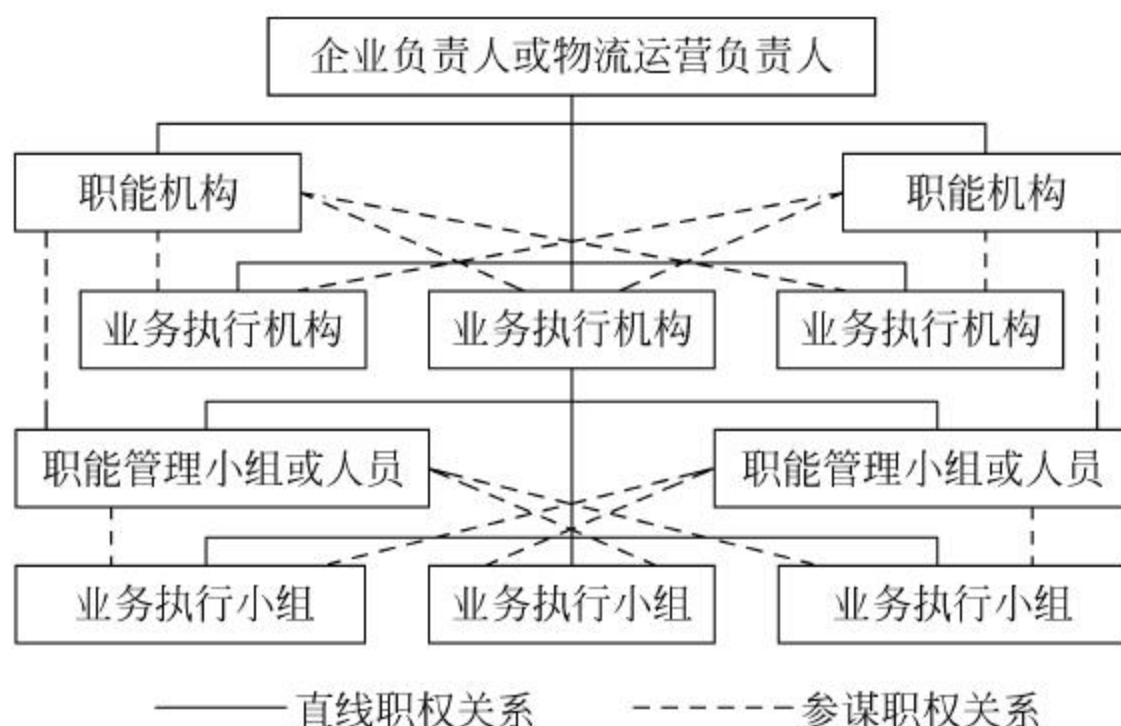 企业负责人或物流运营负责人
职能机构
职能机构
业务执行机构
业务执行机构
业务执行机构
职能管理小组或人员
职能管理小组或人员
业务执行小组
业务执行小组
业务执行小组
直线职权关系
参谋职权关系